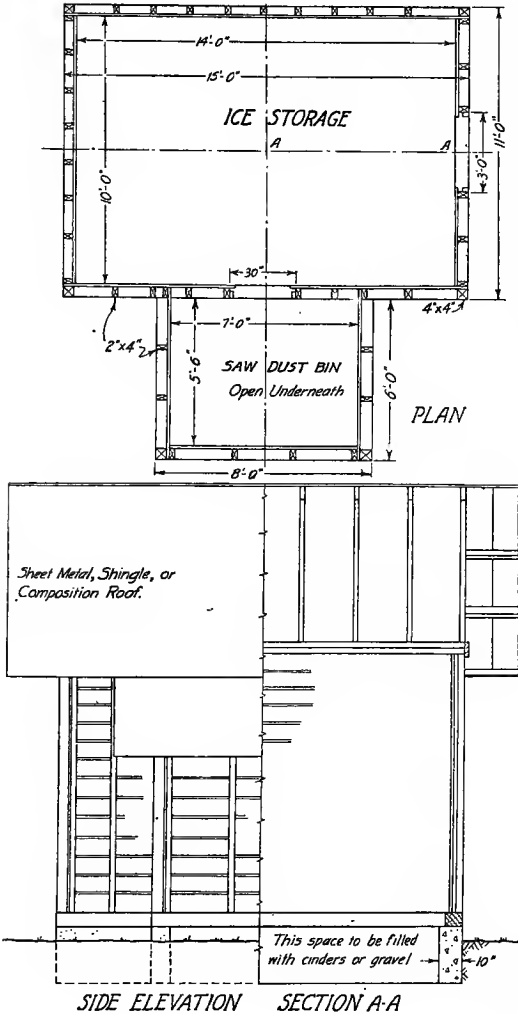 14'-0"
15'-0"
ICE STORAGE
A
A
10'-0"
3'-0"
11'-0"
30"
4"x4"
7'-0"
2"x4"
5'-6"
SAW DUST BIN
Open Underneath
6'-0"
PLAN
8'-0"
Sheet Metal, Shingle, or
Composition Roof.
This space to be filled
with cinders or gravel
10"
SIDE ELEVATION
SECTION A-A